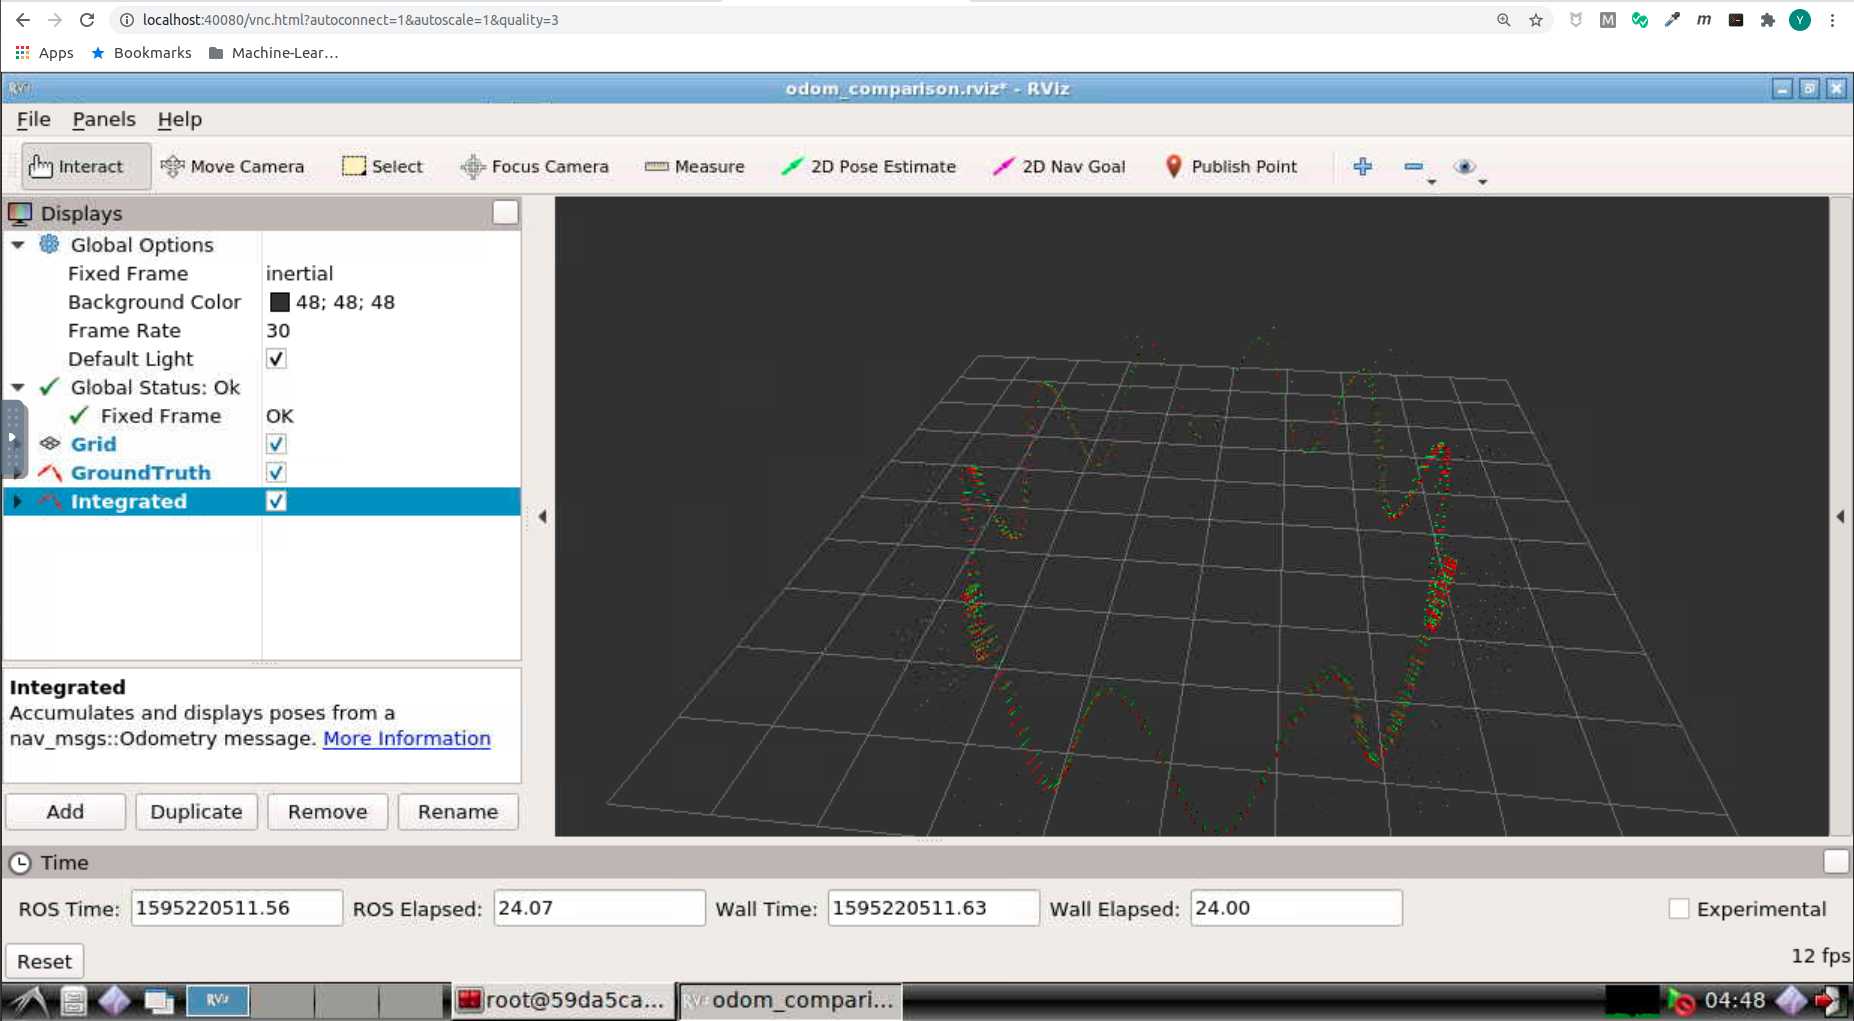 localhost:40080/vnc.html?autoconnect=1&autoscale=1&quality=3
M
m
Y
Apps
Bookmarks
Machine-Lear…
RViz
odom_comparison.rviz* - RViz
File
Panels
Help
Interact
Move Camera
Select
Focus Camera
Measure
2D Pose Estimate
2D Nav Goal
Publish Point
Displays
Global Options
Fixed Frame inertial
Background Color 48; 48; 48
Frame Rate 30
Default Light
Global Status: Ok
Fixed Frame OK
Grid
GroundTruth
Integrated
Integrated
Accumulates and displays poses from a
nav_msgs::Odometry message. More Information
Add
Duplicate
Remove
Rename
Time
ROS Time: 1595220511.56
ROS Elapsed: 24.07
Wall Time: 1595220511.63
Wall Elapsed: 24.00
Experimental
Reset
12 fps
RViz
root@59da5ca...
RViz
odom_compari...
04:48